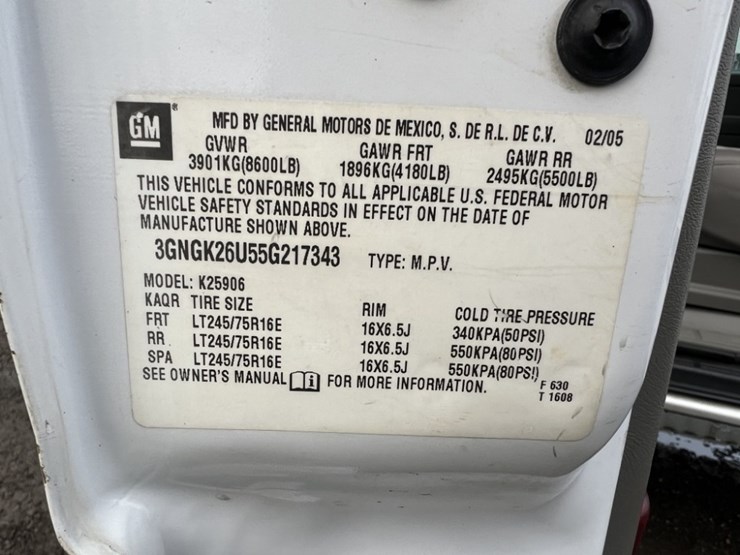 GM®
MFD BY GENERAL MOTORS DE MEXICO, S. DE R.L. DE C.V. 02/05
GVWR GAWR FRT GAWR RR
3901KG(8600LB) 1896KG(4180LB) 2495KG(5500LB)
THIS VEHICLE CONFORMS TO ALL APPLICABLE U.S. FEDERAL MOTOR
VEHICLE SAFETY STANDARDS IN EFFECT ON THE DATE OF
MANUFACTURE SHOWN ABOVE.
3GNGK26U55G217343 TYPE: M.P.V.
MODEL: K25906
KAQR TIRE SIZE RIM COLD TIRE PRESSURE
FRT LT245/75R16E 16X6.5J 340KPA(50PSI)
RR LT245/75R16E 16X6.5J 550KPA(80PSI)
SPA LT245/75R16E 16X6.5J 550KPA(80PSI)
SEE OWNER'S MANUAL FOR MORE INFORMATION.
F 630
T 1608